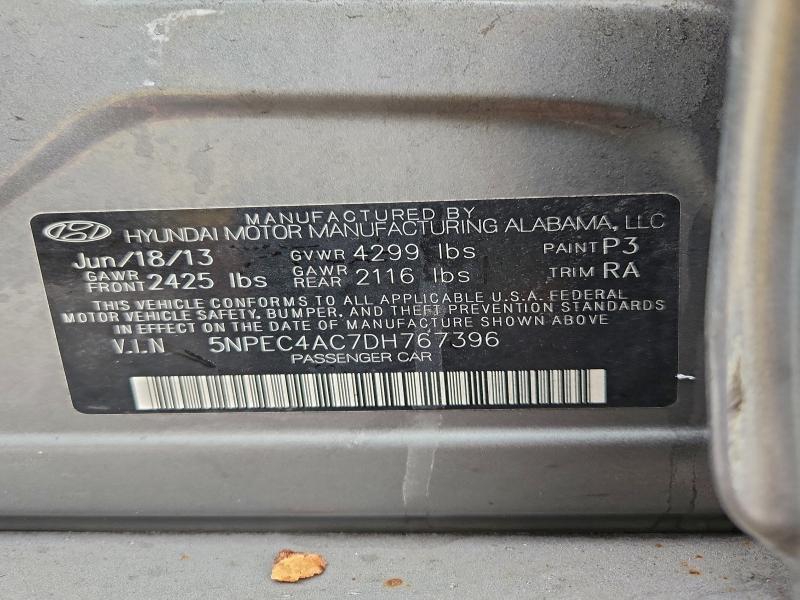 MANUFACTURED BY
HYUNDAI MOTOR MANUFACTURING ALABAMA, LLC
Jun/18/13 GVWR 4299 lbs PAINT P3
GAWR FRONT 2425 lbs GAWR REAR 2116 lbs TRIM RA
THIS VEHICLE CONFORMS TO ALL APPLICABLE U.S.A. FEDERAL
MOTOR VEHICLE SAFETY, BUMPER, AND THEFT PREVENTION STANDARDS
IN EFFECT ON THE DATE OF MANUFACTURE SHOWN ABOVE.
V.I.N 5NPEC4AC7DH767396
PASSENGER CAR